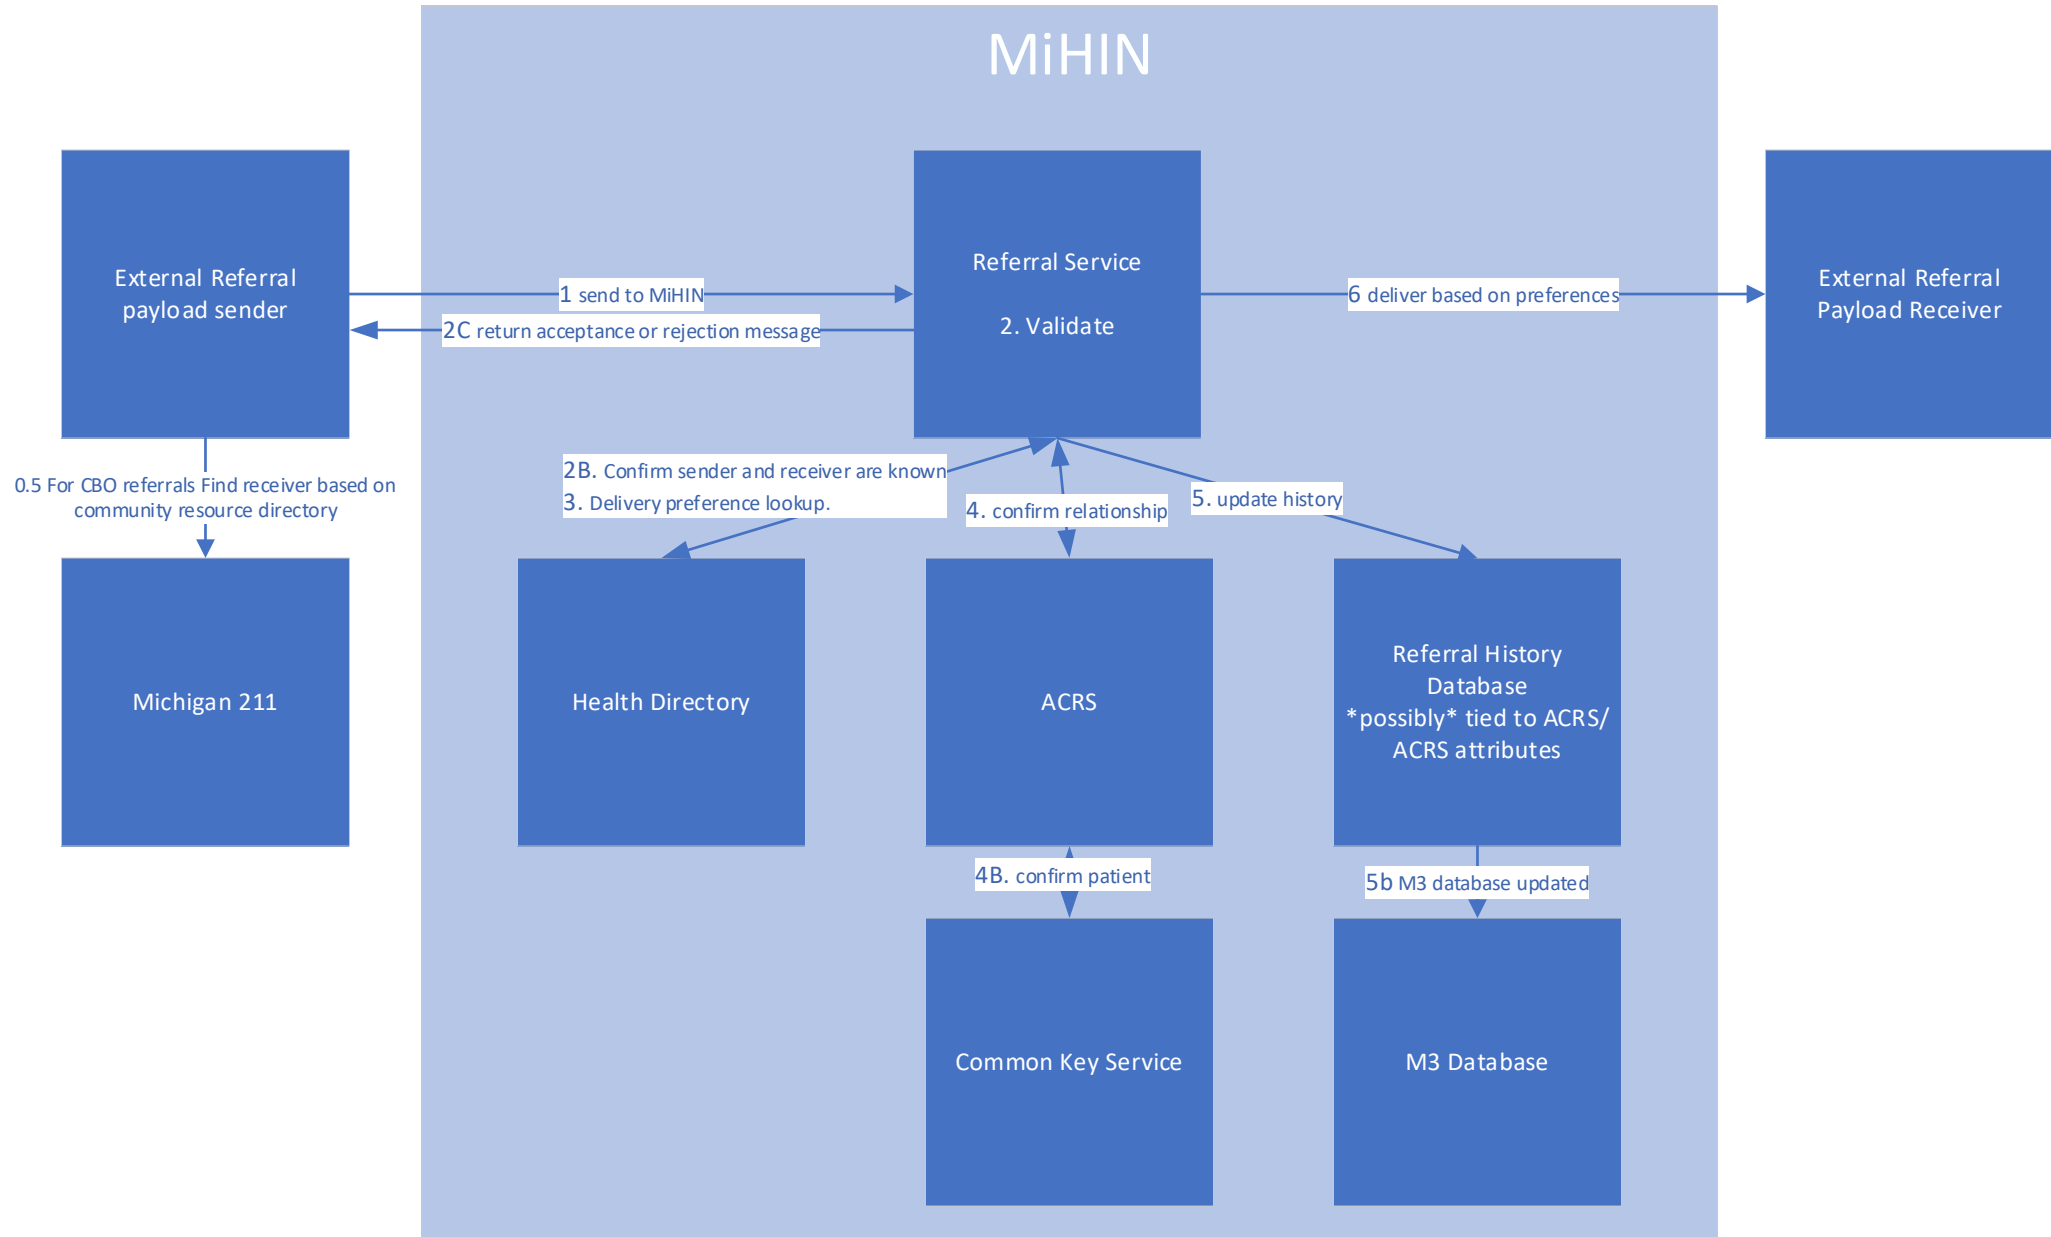 MiHIN
External Referral
payload sender
1 send to MiHIN
2C return acceptance or rejection message
Referral Service
2. Validate
6 deliver based on preferences
External Referral
Payload Receiver
0.5 For CBO referrals Find receiver based on
community resource directory
2B. Confirm sender and receiver are known
3. Delivery preference lookup.
4. confirm relationship
5. update history
Michigan 211
Health Directory
ACRS
Referral History
Database
*possibly* tied to ACRS/
ACRS attributes
4B. confirm patient
5b M3 database updated
Common Key Service
M3 Database